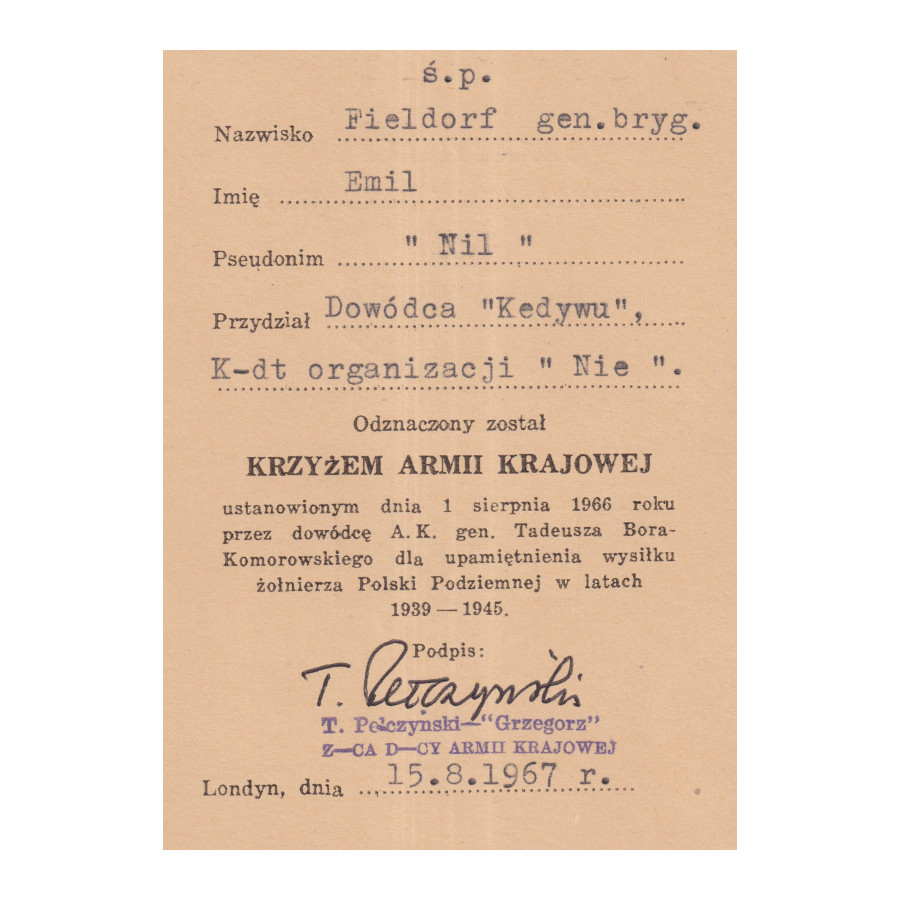 ś.p.
Nazwisko Fieldorf gen.bryg.
Imię Emil
Pseudonim " Nil "
Przydział Dowódca "Kedywu",
K-dt organizacji " Nie ".
Odznaczony został
KRZYŻEM ARMII KRAJOWEJ
ustanowionym dnia 1 sierpnia 1966 roku
przez dowódcę A.K. gen. Tadeusza Bora-
Komorowskiego dla upamiętnienia wysiłku
żołnierza Polski Podziemnej w latach
1939 — 1945.
Podpis:
T. Pełczyński
T. Pełczyński—"Grzegorz"
Z—CA D—CY ARMII KRAJOWEJ
Londyn, dnia 15.8.1967 r.